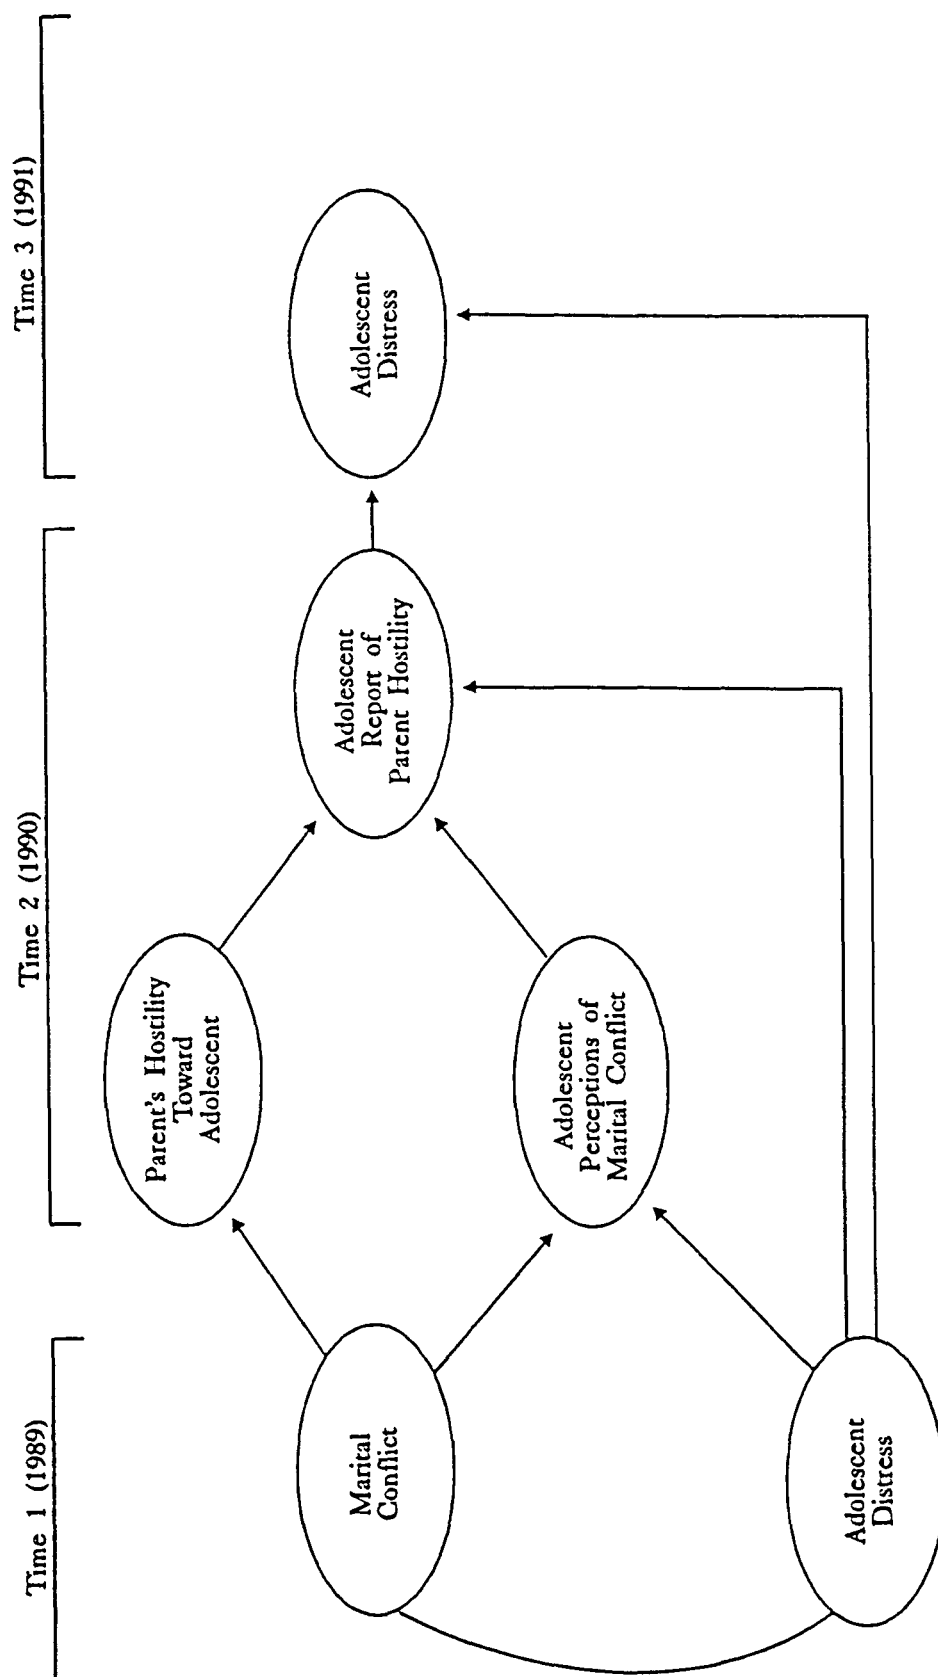 Time 1 (1989)
Time 2 (1990)
Time 3 (1991)
Marital
Conflict
Adolescent
Distress
Parent's Hostility
Toward
Adolescent
Adolescent
Perceptions of
Marital Conflict
Adolescent
Report of
Parent Hostility
Adolescent
Distress